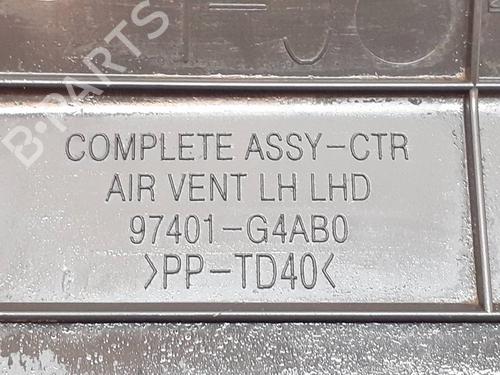 B-PARTS
COMPLETE ASSY-CTR
AIR VENT LH LHD
97401-G4AB0
>PP-TD40<